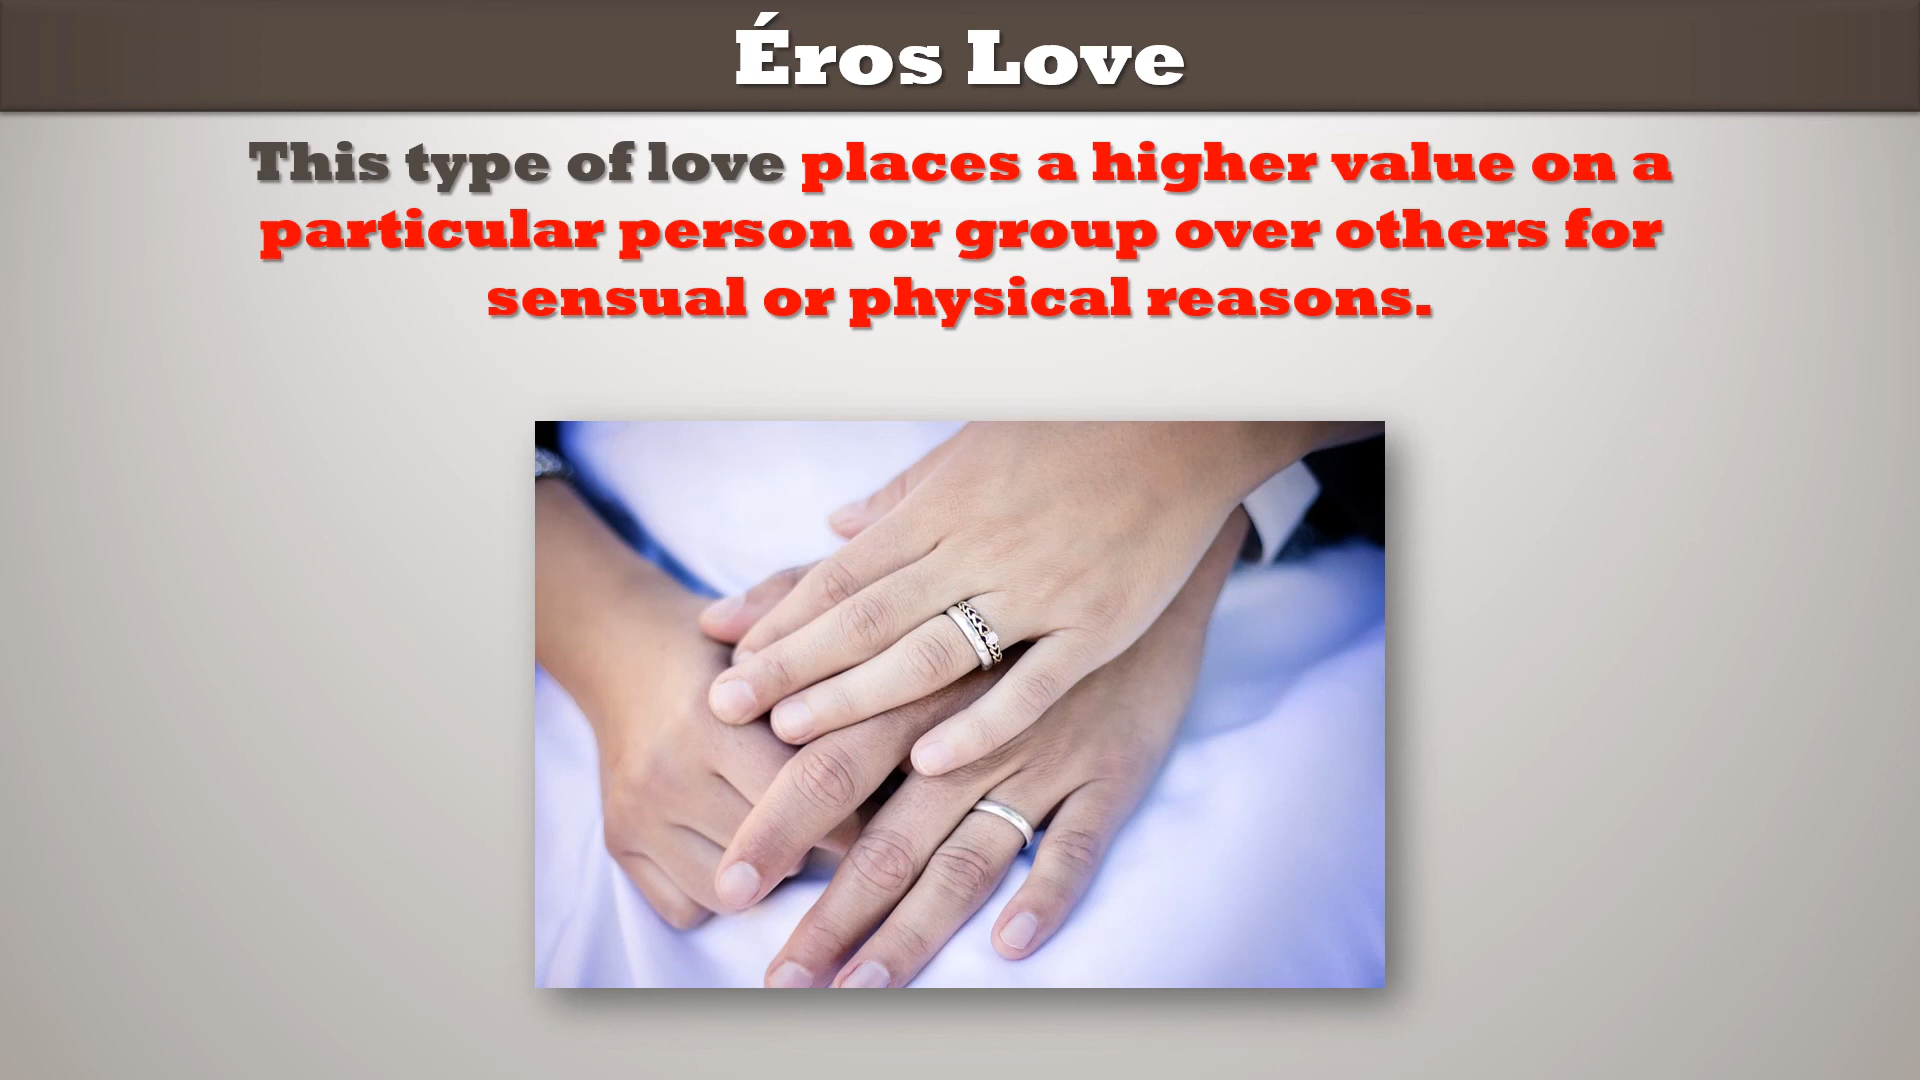 Éros Love
This type of love places a higher value on a
particular person or group over others for
sensual or physical reasons.